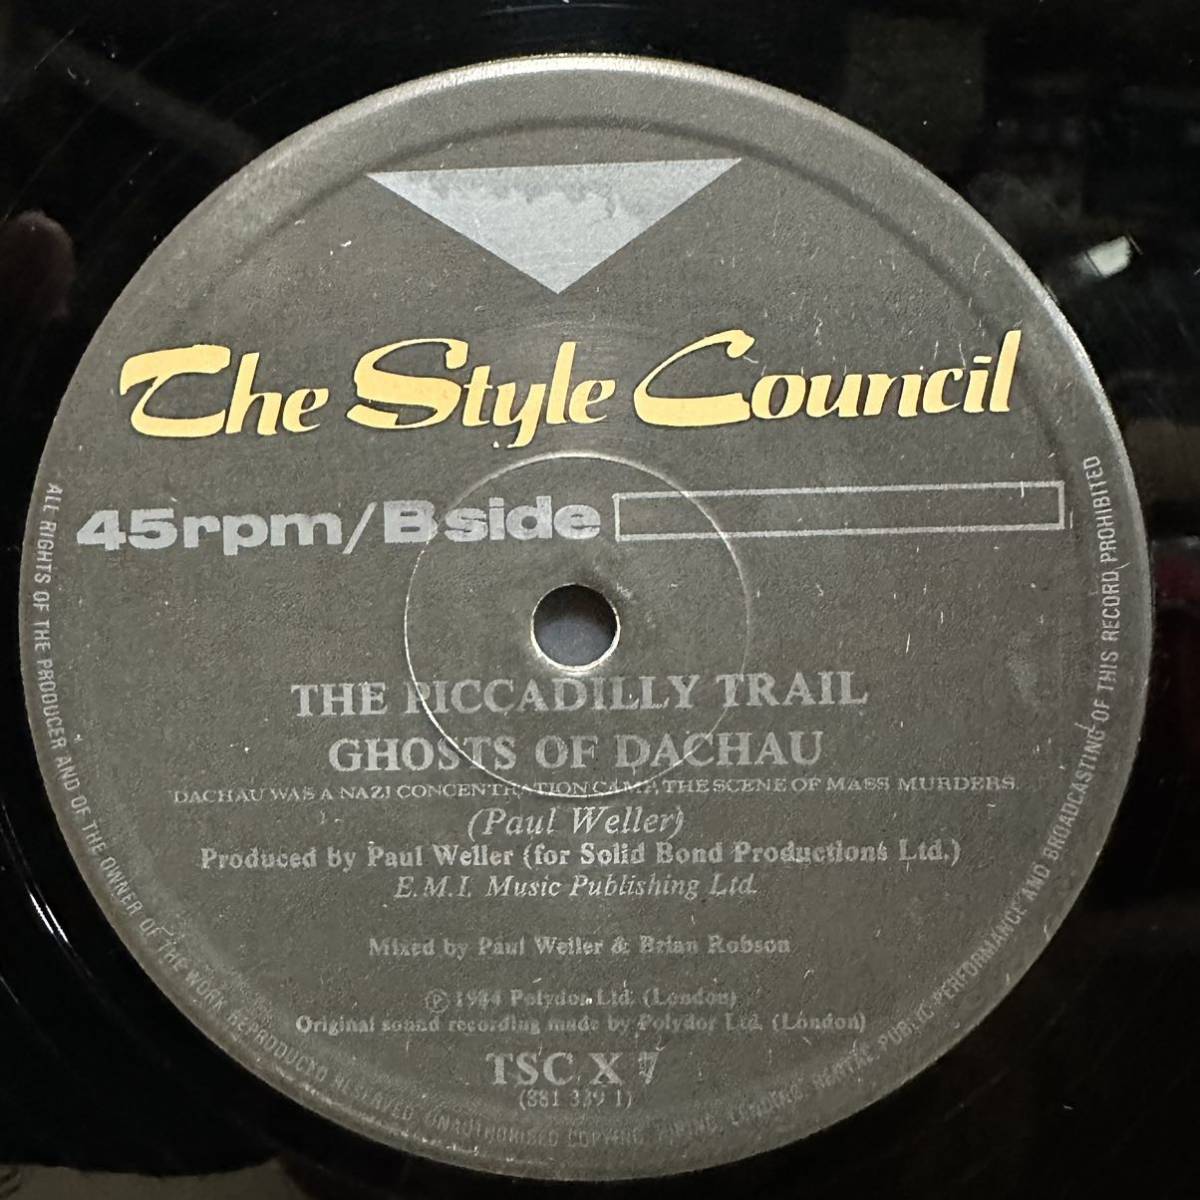 The Style Council
45rpm/B side
THE PICCADILLY TRAIL
GHOSTS OF DACHAU
DACHAU WAS A NAZI CONCENTRATION CAMP, THE SCENE OF MASS MURDERS.
(Paul Weller)
Produced by Paul Weller (for Solid Bond Productions Ltd.)
E.M.I. Music Publishing Ltd.
Mixed by Paul Weller & Brian Robson
℗ 1984 Polydor Ltd. (London)
Original sound recording made by Polydor Ltd. (London)
TSC X 7
(881 339 1)
ALL RIGHTS OF THE PRODUCER AND OF THE OWNER OF THE WORK REPRODUCED RESERVED. UNAUTHORISED COPYING, HIRING, LENDING, RENTAL, PUBLIC PERFORMANCE AND BROADCASTING OF THIS RECORD PROHIBITED